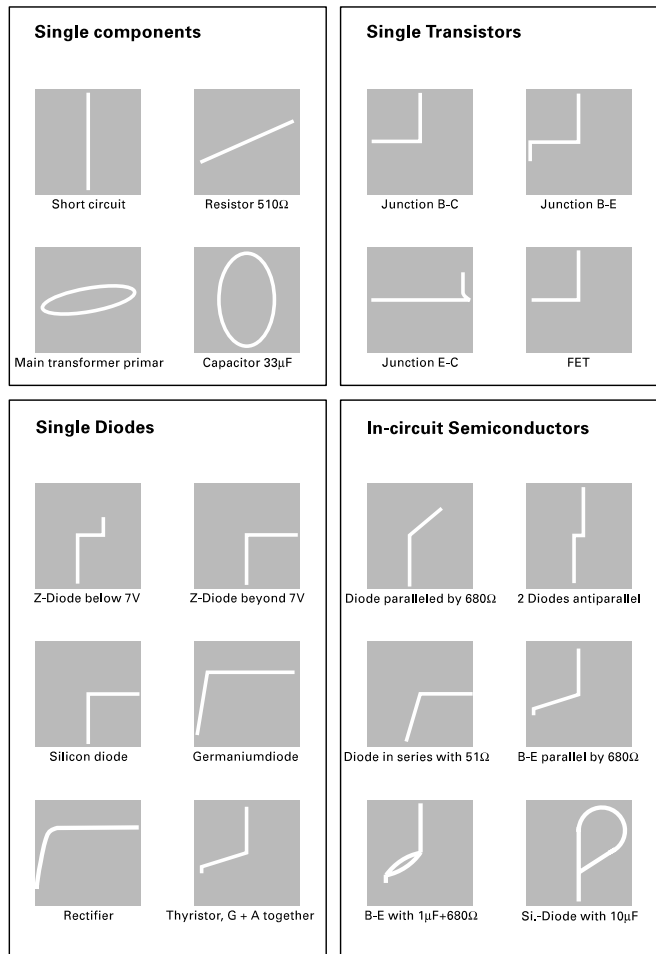 Single components
Short circuit
Resistor 510Ω
Main transformer primar
Capacitor 33µF
Single Transistors
Junction B-C
Junction B-E
Junction E-C
FET
Single Diodes
Z-Diode below 7V
Z-Diode beyond 7V
Silicon diode
Germaniumdiode
Rectifier
Thyristor, G + A together
In-circuit Semiconductors
Diode paralleled by 680Ω
2 Diodes antiparallel
Diode in series with 51Ω
B-E parallel by 680Ω
B-E with 1µF+680Ω
Si.-Diode with 10µF